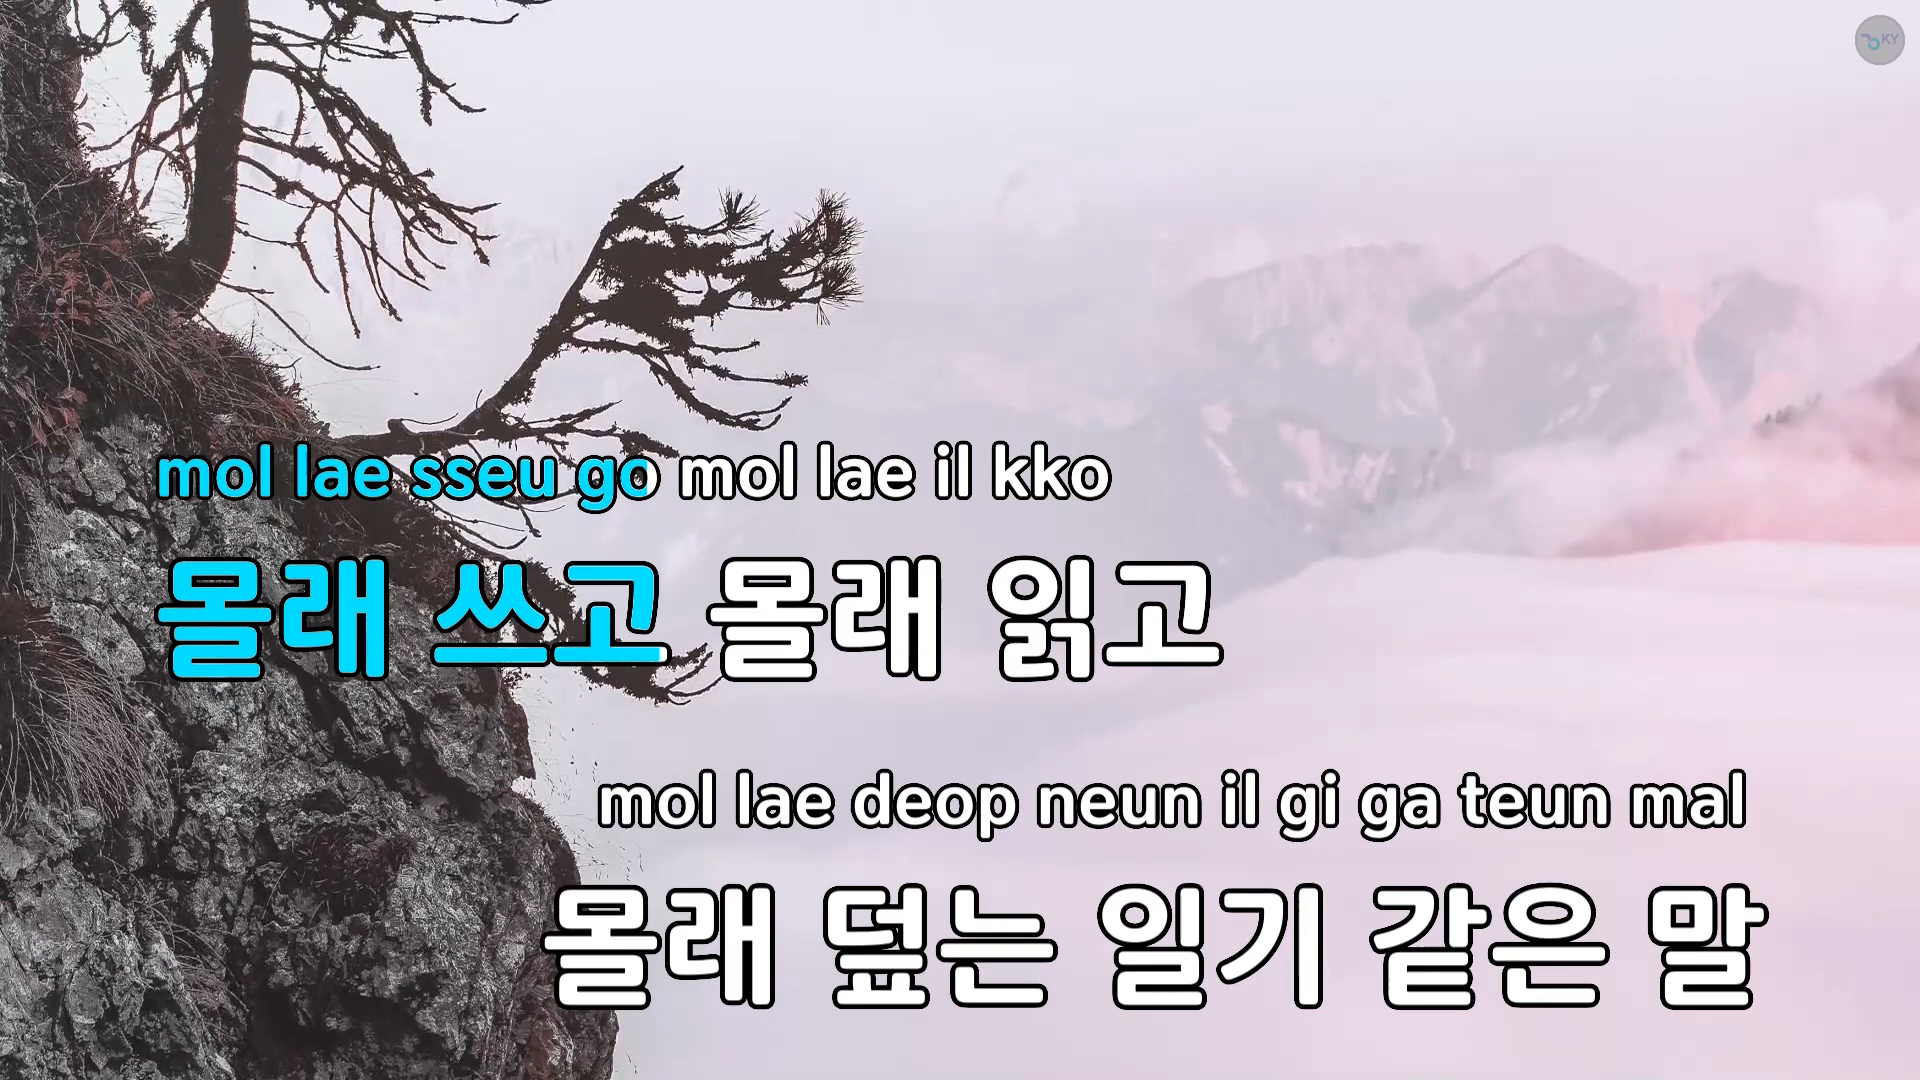 KY
mol lae sseu go mol lae il kko
몰래 쓰고 몰래 읽고
mol lae deop neun il gi ga teun mal
몰래 덮는 일기 같은 말